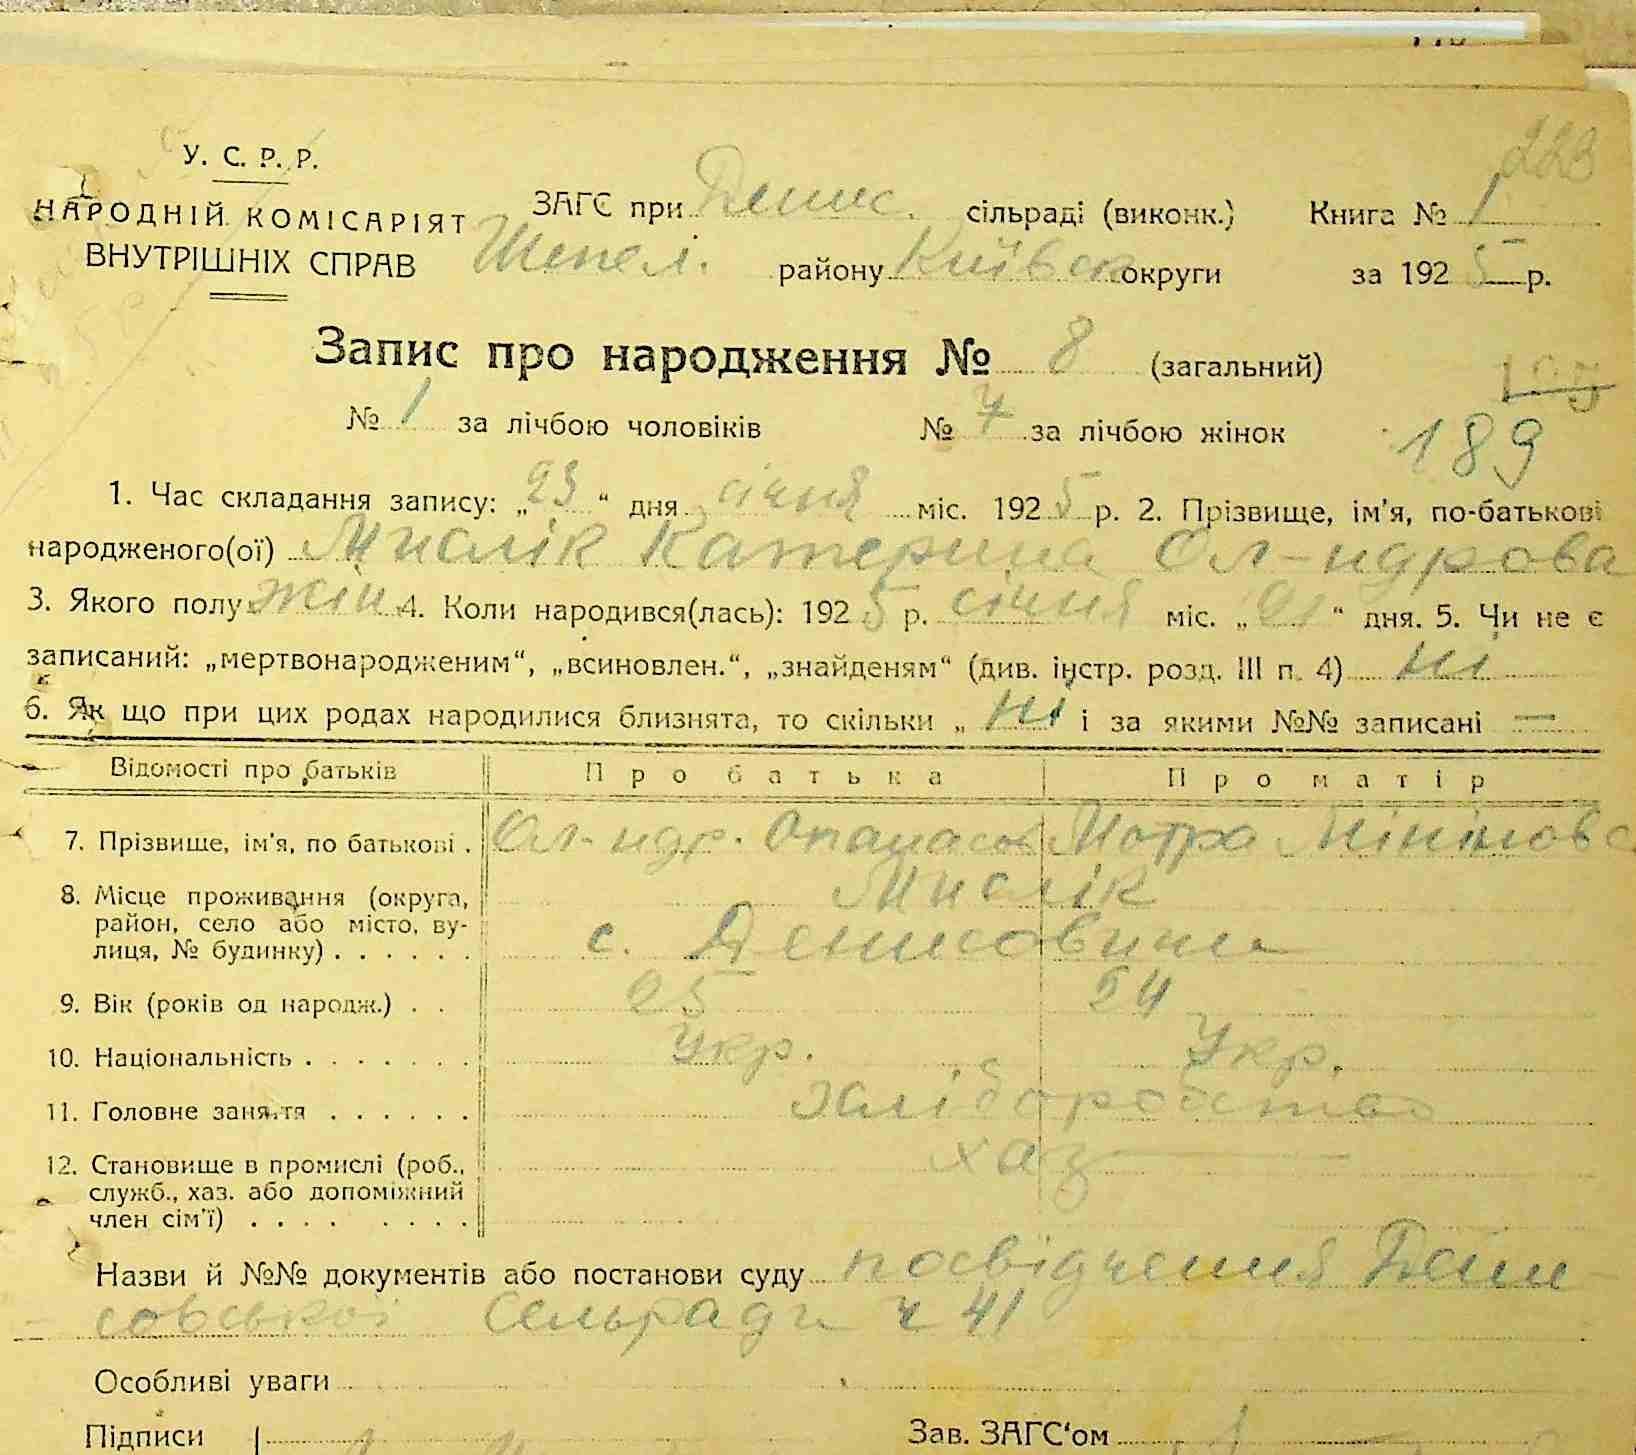 223
У. С. Р. Р.
НАРОДНІЙ КОМІСАРІЯТ
ВНУТРІШНІХ СПРАВ
ЗАГС при Денис. сільраді (виконк.) Книга № 1
Шепел. району Київськ округи за 1925 р.
Запис про народження № 8 (загальний)
№ 1 за лічбою чоловіків № 7 за лічбою жінок
189
1. Час складання запису: „23“ дня січня міс. 1925 р. 2. Прізвище, ім'я, по-батькові
народженого(ої) Мислік Катерина Ол-ндрова
3. Якого полу жін 4. Коли народився(лась): 1925 р. січня міс. „21“ дня. 5. Чи не є
записаний: „мертвонародженим“, „всиновлен.“, „знайденям“ (див. інстр. розд. III п. 4) ні
6. Як що при цих родах народилися близнята, то скільки „ ні і за якими №№ записані —
Відомості про батьків Про батька Про матір
7. Прізвище, ім'я, по батькові . Ол-ндр. Опанасов Мотра
Мислік
8. Місце проживання (округа,
район, село або місто, ву-
лиця, № будинку) . . . . . . с. Денисовичи
9. Вік (років од народж.) . . 25 24
10. Національність . . . . . . . Укр. Укр.
11. Головне заняття . . . . . . хліборобство
12. Становище в промислі (роб.,
служб., хаз. або допоміжний
член сім'ї) . . . . . . . . хаз
Назви й №№ документів або постанови суду посвідчення Дени-
совської Сельради ч 41
Особливі уваги
Підписи Зав. ЗАГС'ом